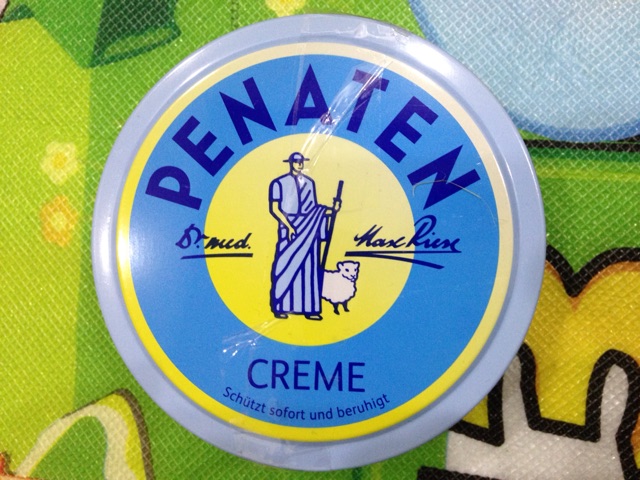 PENATEN
Dr. med. Max Riese
CREME
Schützt sofort und beruhigt